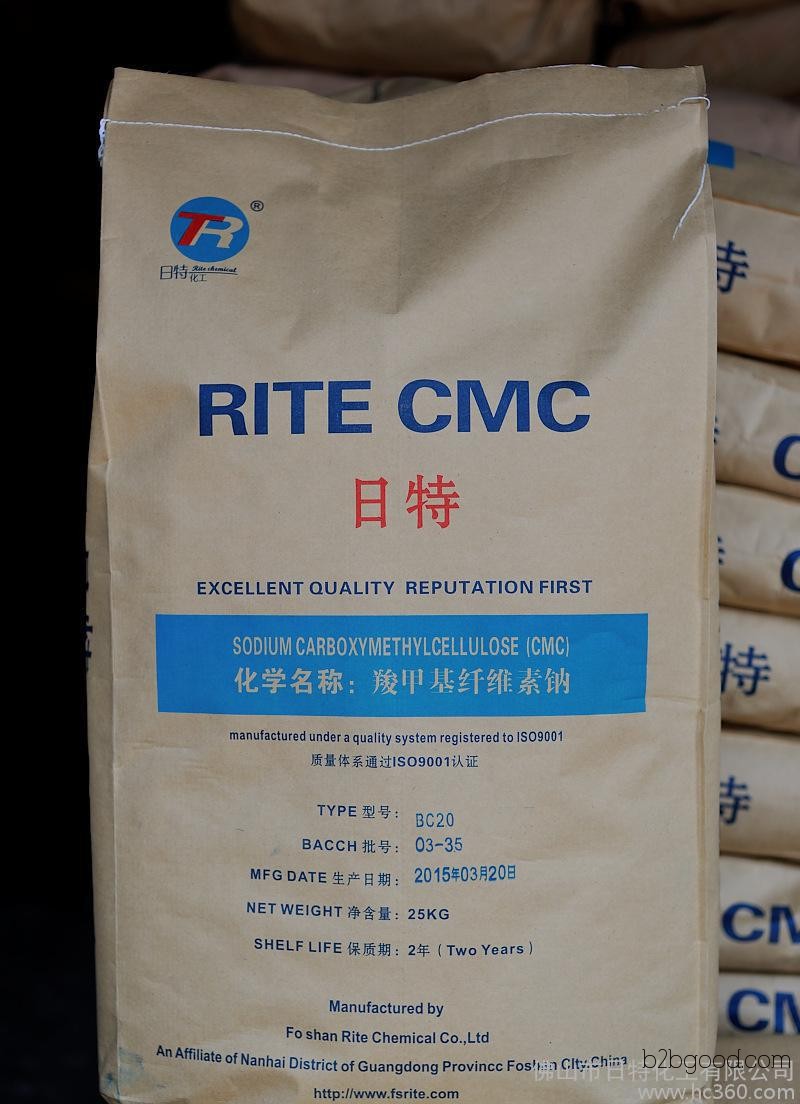 TR®
日特化工 Rite chemical
RITE CMC
日特
EXCELLENT QUALITY REPUTATION FIRST
SODIUM CARBOXYMETHYLCELLULOSE (CMC)
化学名称：羧甲基纤维素钠
manufactured under a quality system registered to ISO9001
质量体系通过ISO9001认证
TYPE 型号： BC20
BACCH 批号： 03-35
MFG DATE 生产日期： 2015年03月20日
NET WEIGHT 净含量：25KG
SHELF LIFE 保质期：2年（Two Years）
Manufactured by
Fo shan Rite Chemical Co.,Ltd
An Affiliate of Nanhai District of Guangdong Provincc Foshan CIty.China
http://www.fsrite.com
特
C
C
特
特
CM
CM
b2bgood.com
佛山市日特化工有限公司
www.hc360.com